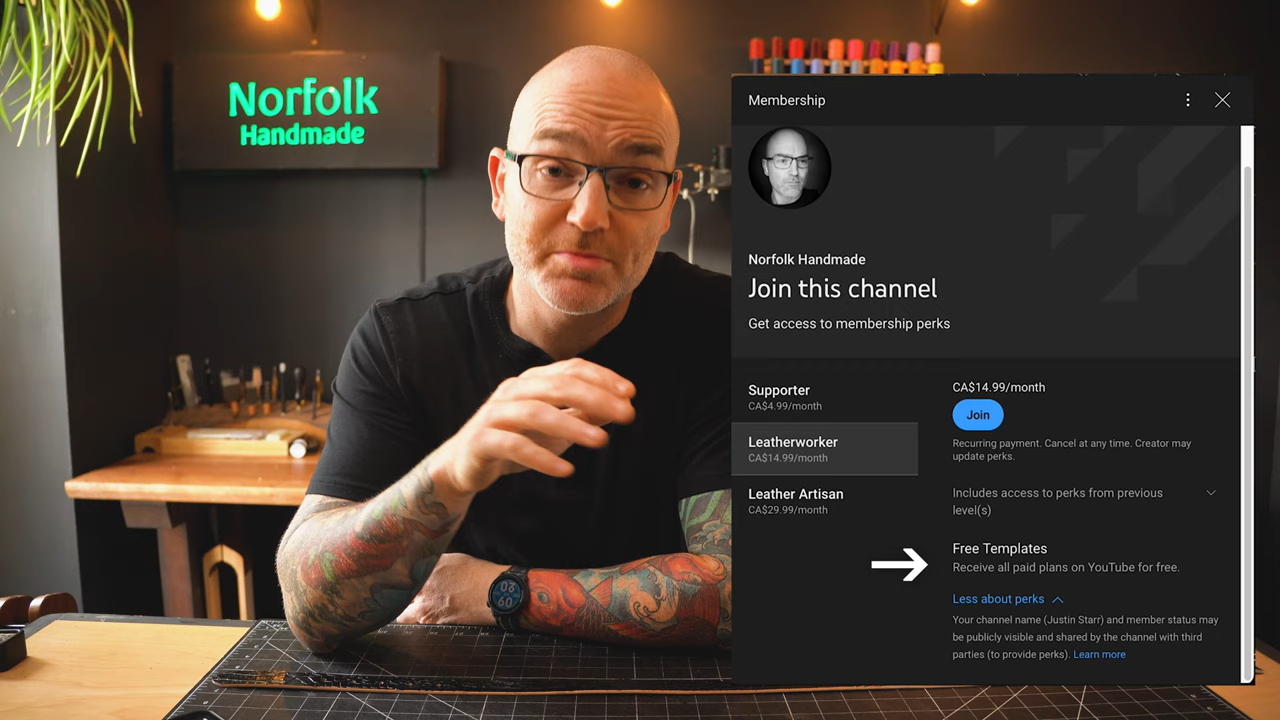 Norfolk
Handmade
Membership
Norfolk Handmade
Join this channel
Get access to membership perks
Supporter
CA$4.99/month
Leatherworker
CA$14.99/month
Leather Artisan
CA$29.99/month
CA$14.99/month
Join
Recurring payment. Cancel at any time. Creator may
update perks.
Includes access to perks from previous
level(s)
Free Templates
Receive all paid plans on YouTube for free.
Less about perks
Your channel name (Justin Starr) and member status may
be publicly visible and shared by the channel with third
parties (to provide perks). Learn more
03
60